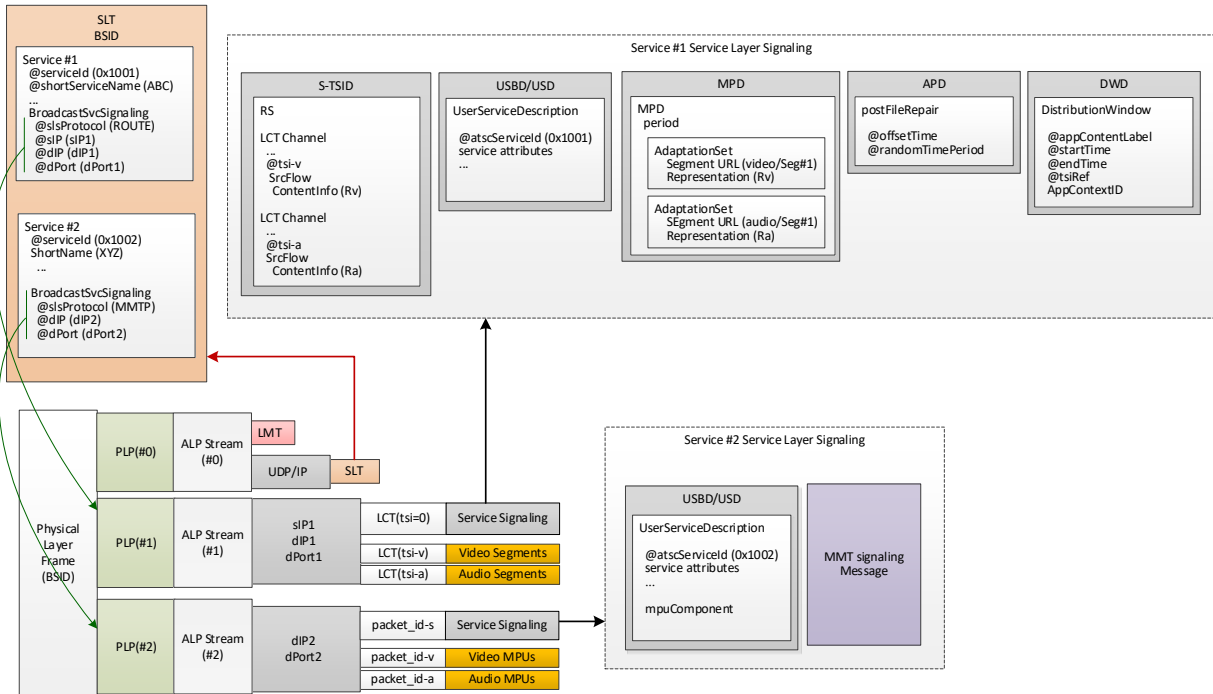 SLT
BSID
Service #1
@serviceId (0x1001)
@shortServiceName (ABC)
...
BroadcastSvcSignaling
@slsProtocol (ROUTE)
@sIP (sIP1)
@dIP (dIP1)
@dPort (dPort1)
Service #2
@serviceId (0x1002)
ShortName (XYZ)
...
BroadcastSvcSignaling
@slsProtocol (MMTP)
@dIP (dIP2)
@dPort (dPort2)
Service #1 Service Layer Signaling
S-TSID
RS
LCT Channel
...
@tsi-v
SrcFlow
ContentInfo (Rv)
LCT Channel
...
@tsi-a
SrcFlow
ContentInfo (Ra)
USBD/USD
UserServiceDescription
@atscServiceId (0x1001)
service attributes
...
MPD
MPD
period
AdaptationSet
Segment URL (video/Seg#1)
Representation (Rv)
AdaptationSet
SEgment URL (audio/Seg#1)
Representation (Ra)
APD
postFileRepair
@offsetTime
@randomTimePeriod
DWD
DistributionWindow
@appContentLabel
@startTime
@endTime
@tsiRef
AppContextID
Physical
Layer
Frame
(BSID)
PLP(#0)
ALP Stream
(#0)
LMT
UDP/IP
SLT
PLP(#1)
ALP Stream
(#1)
sIP1
dIP1
dPort1
LCT(tsi=0)
Service Signaling
LCT(tsi-v)
Video Segments
LCT(tsi-a)
Audio Segments
PLP(#2)
ALP Stream
(#2)
dIP2
dPort2
packet_id-s
Service Signaling
packet_id-v
Video MPUs
packet_id-a
Audio MPUs
Service #2 Service Layer Signaling
USBD/USD
UserServiceDescription
@atscServiceId (0x1002)
service attributes
...
mpuComponent
MMT signaling
Message